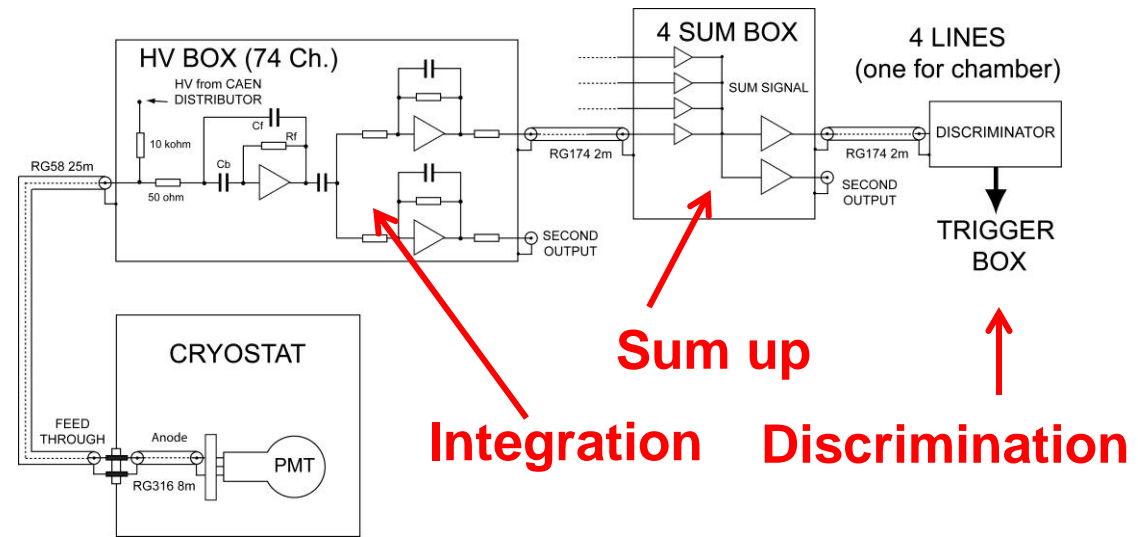 HV BOX (74 Ch.)
HV from CAEN
DISTRIBUTOR
10 kohm
Cf
Rf
Cb
50 ohm
RG58 25m
SECOND
OUTPUT
RG174 2m
4 SUM BOX
SUM SIGNAL
RG174 2m
SECOND
OUTPUT
4 LINES
(one for chamber)
DISCRIMINATOR
TRIGGER
BOX
CRYOSTAT
FEED
THROUGH
Anode
RG316 8m
PMT
Integration
Sum up
Discrimination